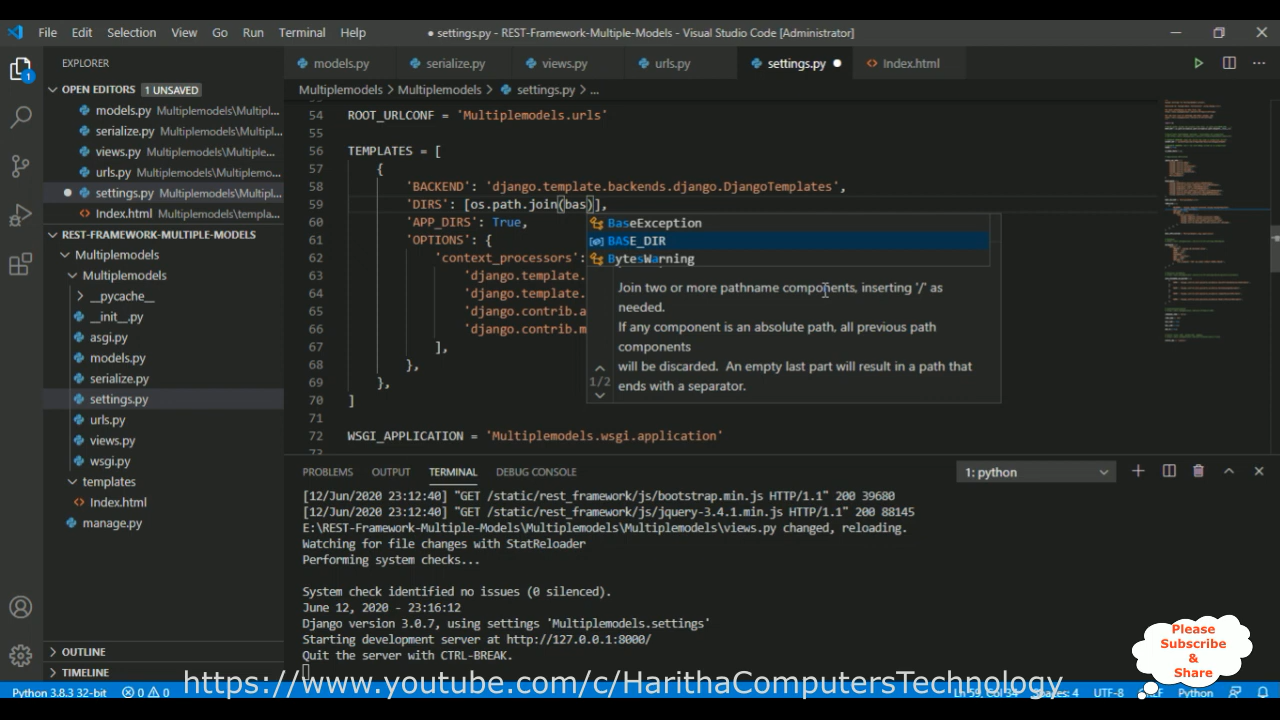 File Edit Selection View Go Run Terminal Help
● settings.py - REST-Framework-Multiple-Models - Visual Studio Code [Administrator]
EXPLORER
models.py serialize.py views.py urls.py settings.py ● Index.html
OPEN EDITORS 1 UNSAVED
models.py Multiplemodels\Multipl...
serialize.py Multiplemodels\Multipl...
views.py Multiplemodels\Multiple...
urls.py Multiplemodels\Multiplem...
● settings.py Multiplemodels\Multipl...
Index.html Multiplemodels\templa...
REST-FRAMEWORK-MULTIPLE-MODELS
Multiplemodels
Multiplemodels
__pycache__
__init__.py
asgi.py
models.py
serialize.py
settings.py
urls.py
views.py
wsgi.py
templates
Index.html
manage.py
OUTLINE
TIMELINE
Multiplemodels > Multiplemodels > settings.py > ...
54 ROOT_URLCONF = 'Multiplemodels.urls'
55
56 TEMPLATES = [
57 {
58 'BACKEND': 'django.template.backends.django.DjangoTemplates',
59 'DIRS': [os.path.join(bas)],
60 'APP_DIRS': True,
61 'OPTIONS': {
62 'context_processors':
63 'django.template.
64 'django.template.
65 'django.contrib.a
66 'django.contrib.m
67 ],
68 },
69 },
70 ]
71
72 WSGI_APPLICATION = 'Multiplemodels.wsgi.application'
73
BaseException
BASE_DIR
BytesWarning
Join two or more pathname components, inserting '/' as
needed.
If any component is an absolute path, all previous path
components
will be discarded. An empty last part will result in a path that
ends with a separator.
1/2
PROBLEMS OUTPUT TERMINAL DEBUG CONSOLE 1: python
[12/Jun/2020 23:12:40] "GET /static/rest_framework/js/bootstrap.min.js HTTP/1.1" 200 39680
[12/Jun/2020 23:12:40] "GET /static/rest_framework/js/jquery-3.4.1.min.js HTTP/1.1" 200 88145
E:\REST-Framework-Multiple-Models\Multiplemodels\Multiplemodels\views.py changed, reloading.
Watching for file changes with StatReloader
Performing system checks...
System check identified no issues (0 silenced).
June 12, 2020 - 23:16:12
Django version 3.0.7, using settings 'Multiplemodels.settings'
Starting development server at http://127.0.0.1:8000/
Quit the server with CTRL-BREAK.
Please
Subscribe
&
Share
https://www.youtube.com/c/HarithaComputersTechnology
Python 3.8.3 32-bit 0 0 Ln 59, Col 34 Spaces: 4 UTF-8 CRLF Python
1